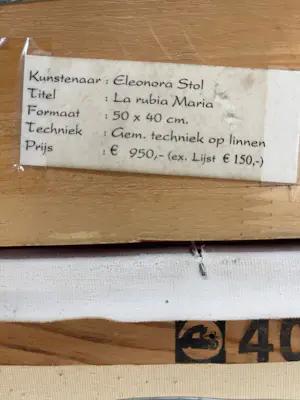 Kunstenaar : Eleonora Stol
Titel : La rubia Maria
Formaat : 50 x 40 cm.
Techniek : Gem. techniek op linnen
Prijs : € 950,- (ex. Lijst € 150,-)
40